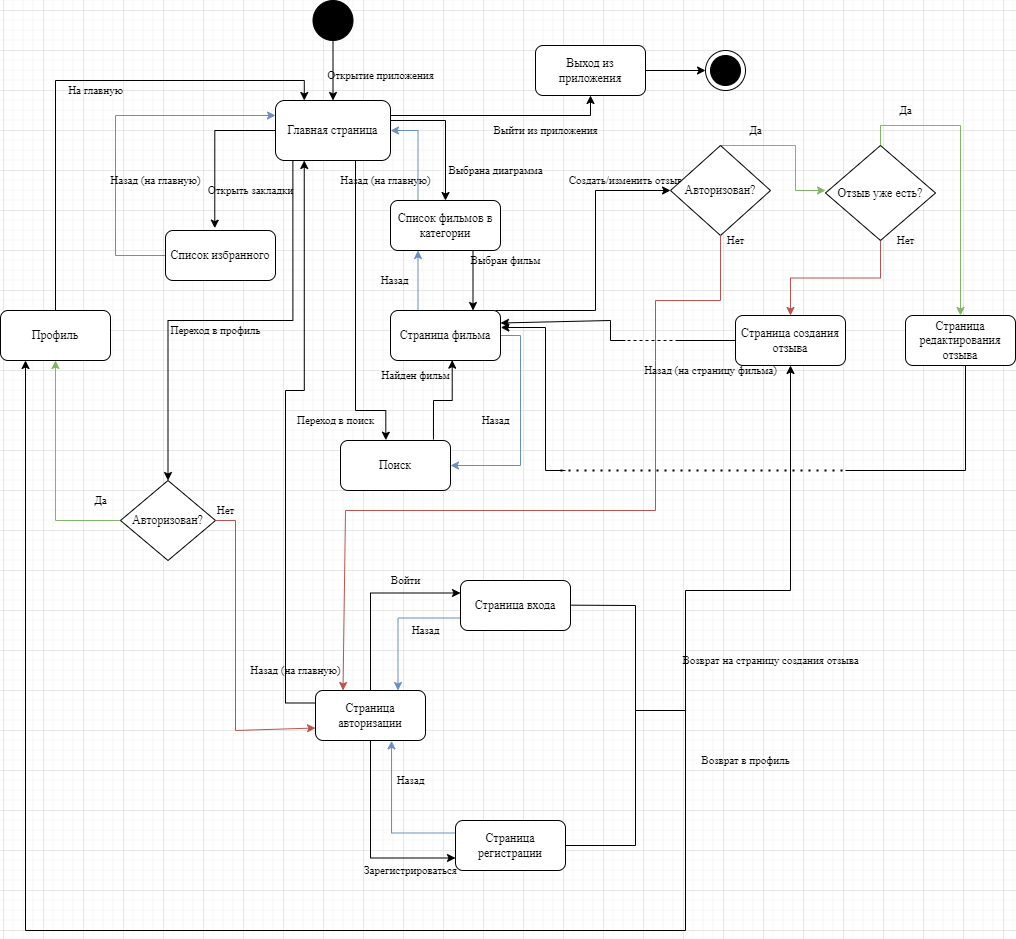 Выход из
приложения
Открытие приложения
На главную
Да
Главная страница
Выйти из приложения
Да
Выбрана диаграмма
Назад (на главную)
Открыть закладки
Назад (на главную)
Создать/изменить отзыв
Авторизован?
Отзыв уже есть?
Список фильмов в
категории
Нет
Нет
Список избранного
Выбран фильм
Назад
Профиль
Переход в профиль
Страница фильма
Страница создания
отзыва
Страница
редактирования
отзыва
Назад (на страницу фильма)
Найден фильм
Переход в поиск
Назад
Поиск
Да
Нет
Авторизован?
Войти
Страница входа
Назад
Назад (на главную)
Возврат на страницу создания отзыва
Страница
авторизации
Возврат в профиль
Назад
Страница
регистрации
Зарегистрироваться